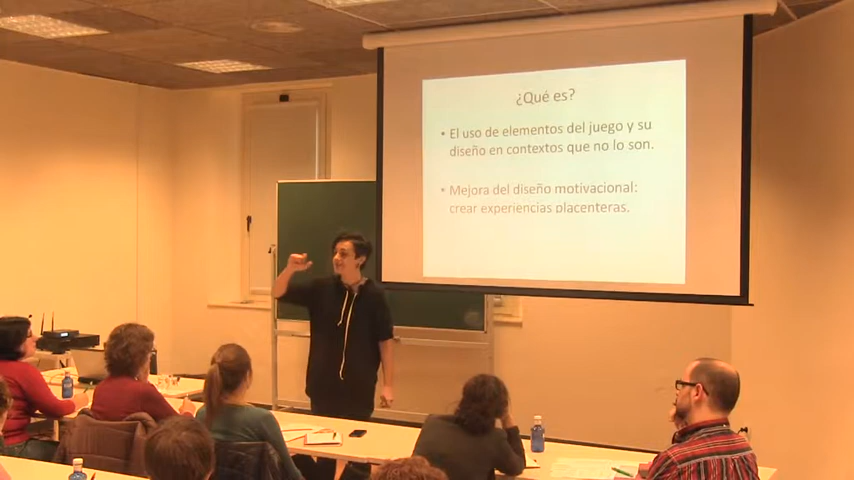 ¿Qué es?
• El uso de elementos del juego y su
diseño en contextos que no lo son.
• Mejora del diseño motivacional:
crear experiencias placenteras.